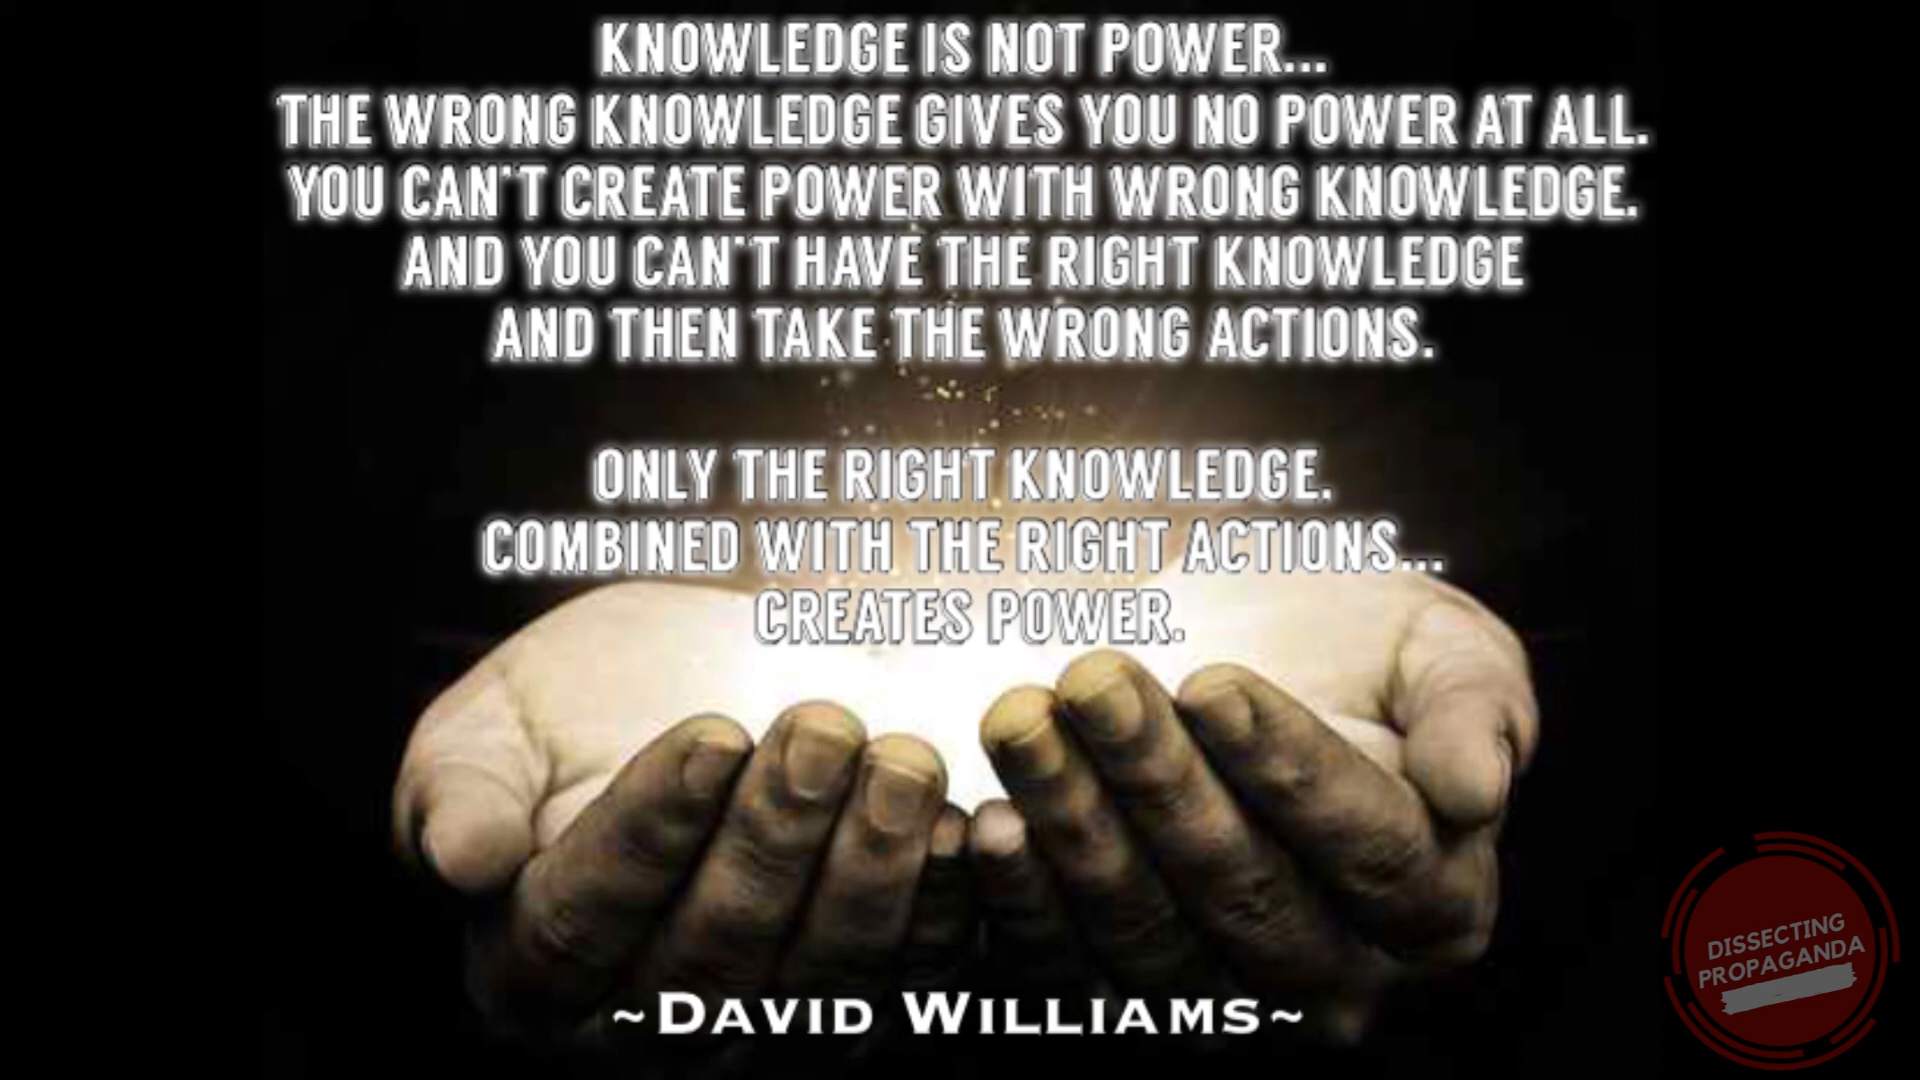 KNOWLEDGE IS NOT POWER...
THE WRONG KNOWLEDGE GIVES YOU NO POWER AT ALL.
YOU CAN'T CREATE POWER WITH WRONG KNOWLEDGE.
AND YOU CAN'T HAVE THE RIGHT KNOWLEDGE
AND THEN TAKE THE WRONG ACTIONS.
ONLY THE RIGHT KNOWLEDGE.
COMBINED WITH THE RIGHT ACTIONS...
CREATES POWER.
~DAVID WILLIAMS~
DISSECTING
PROPAGANDA